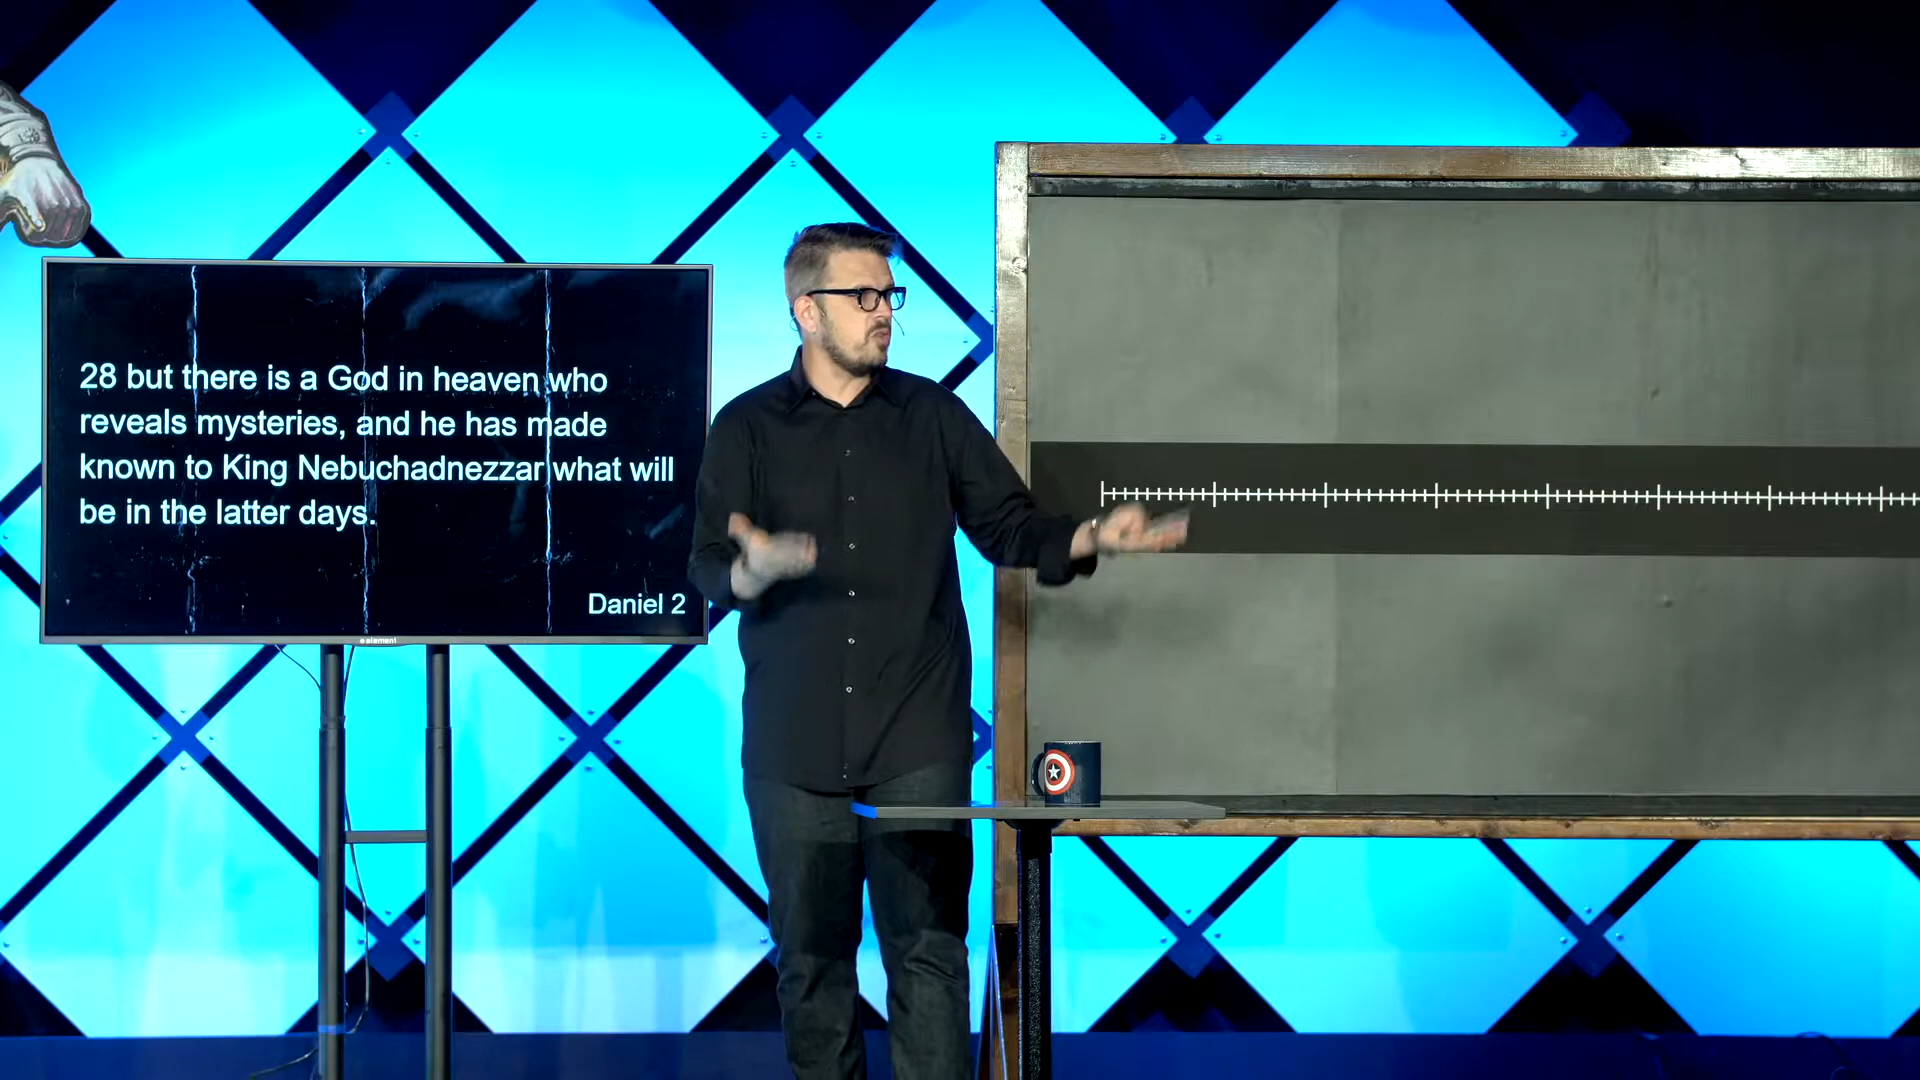 28 but there is a God in heaven who
reveals mysteries, and he has made
known to King Nebuchadnezzar what will
be in the latter days.
Daniel 2
element